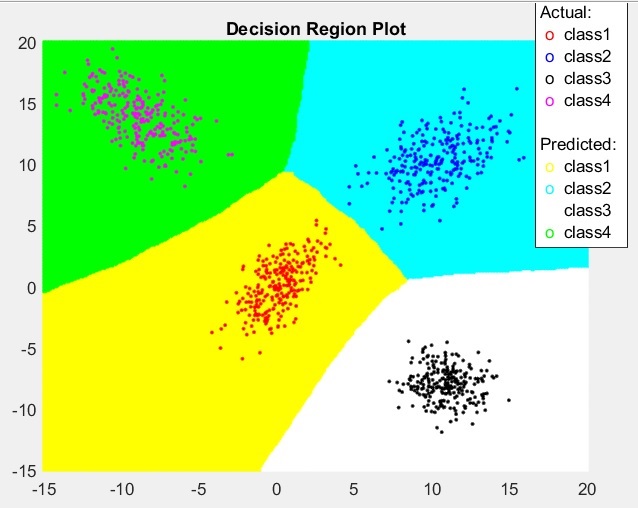 Decision Region Plot
Actual:
o class1
o class2
o class3
o class4
Predicted:
o class1
o class2
class3
o class4
20
15
10
5
0
-5
-10
-15
-15 -10 -5 0 5 10 15 20